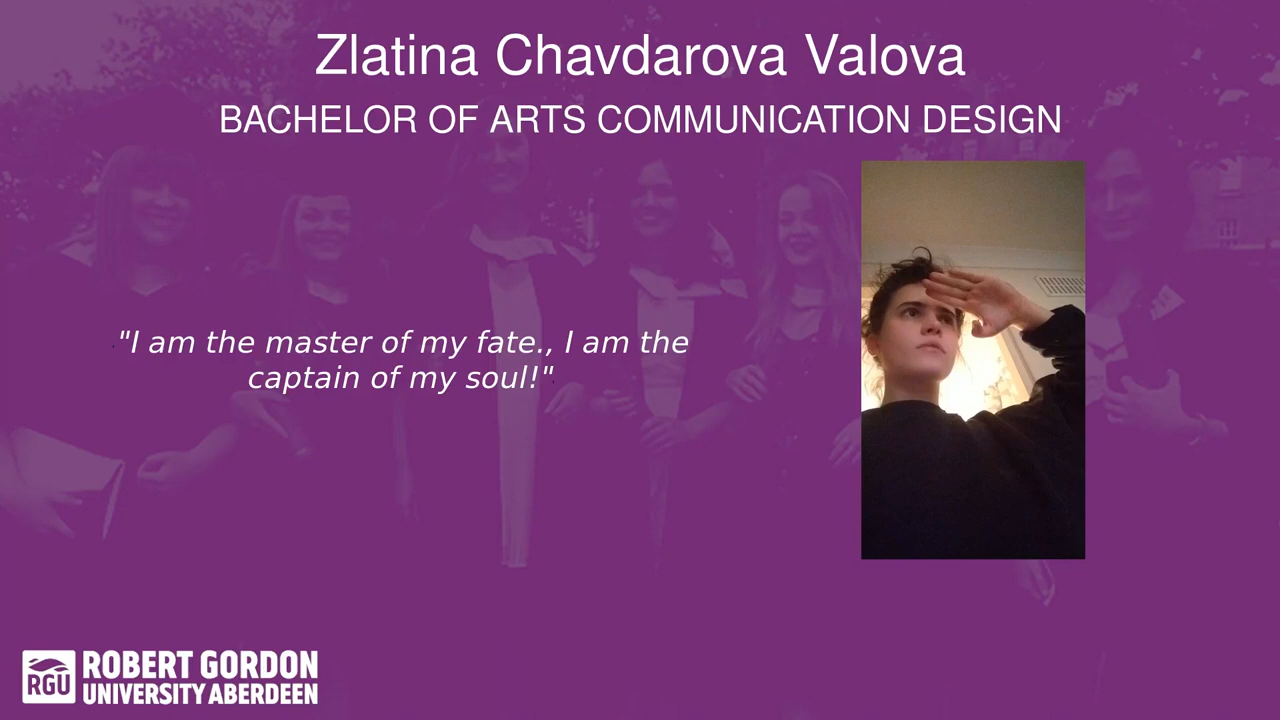 Zlatina Chavdarova Valova
BACHELOR OF ARTS COMMUNICATION DESIGN
"I am the master of my fate., I am the
captain of my soul!"
RGU
ROBERT GORDON
UNIVERSITY ABERDEEN